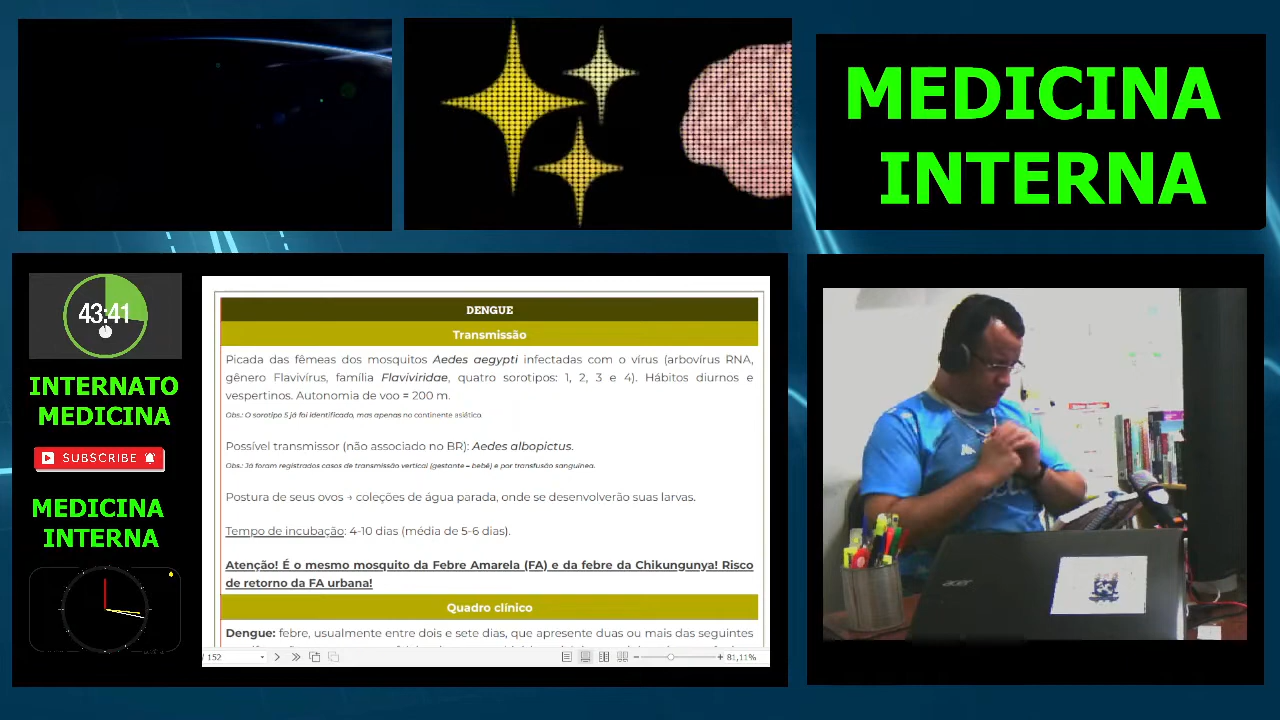 MEDICINA
INTERNA
43:41
INTERNATO
MEDICINA
SUBSCRIBE
MEDICINA
INTERNA
DENGUE
Transmissão
Picada das fêmeas dos mosquitos Aedes aegypti infectadas com o vírus (arbovírus RNA,
gênero Flavivírus, família Flaviviridae, quatro sorotipos: 1, 2, 3 e 4). Hábitos diurnos e
vespertinos. Autonomia de voo = 200 m.
Obs.: O sorotipo 5 já foi identificado, mas apenas no continente asiático.
Possível transmissor (não associado no BR): Aedes albopictus.
Obs.: Já foram registrados casos de transmissão vertical (gestante – bebê) e por transfusão sanguínea.
Postura de seus ovos → coleções de água parada, onde se desenvolverão suas larvas.
Tempo de incubação: 4-10 dias (média de 5-6 dias).
Atenção! É o mesmo mosquito da Febre Amarela (FA) e da febre da Chikungunya! Risco
de retorno da FA urbana!
Quadro clínico
Dengue: febre, usualmente entre dois e sete dias, que apresente duas ou mais das seguintes
/ 152
81,11%
acer